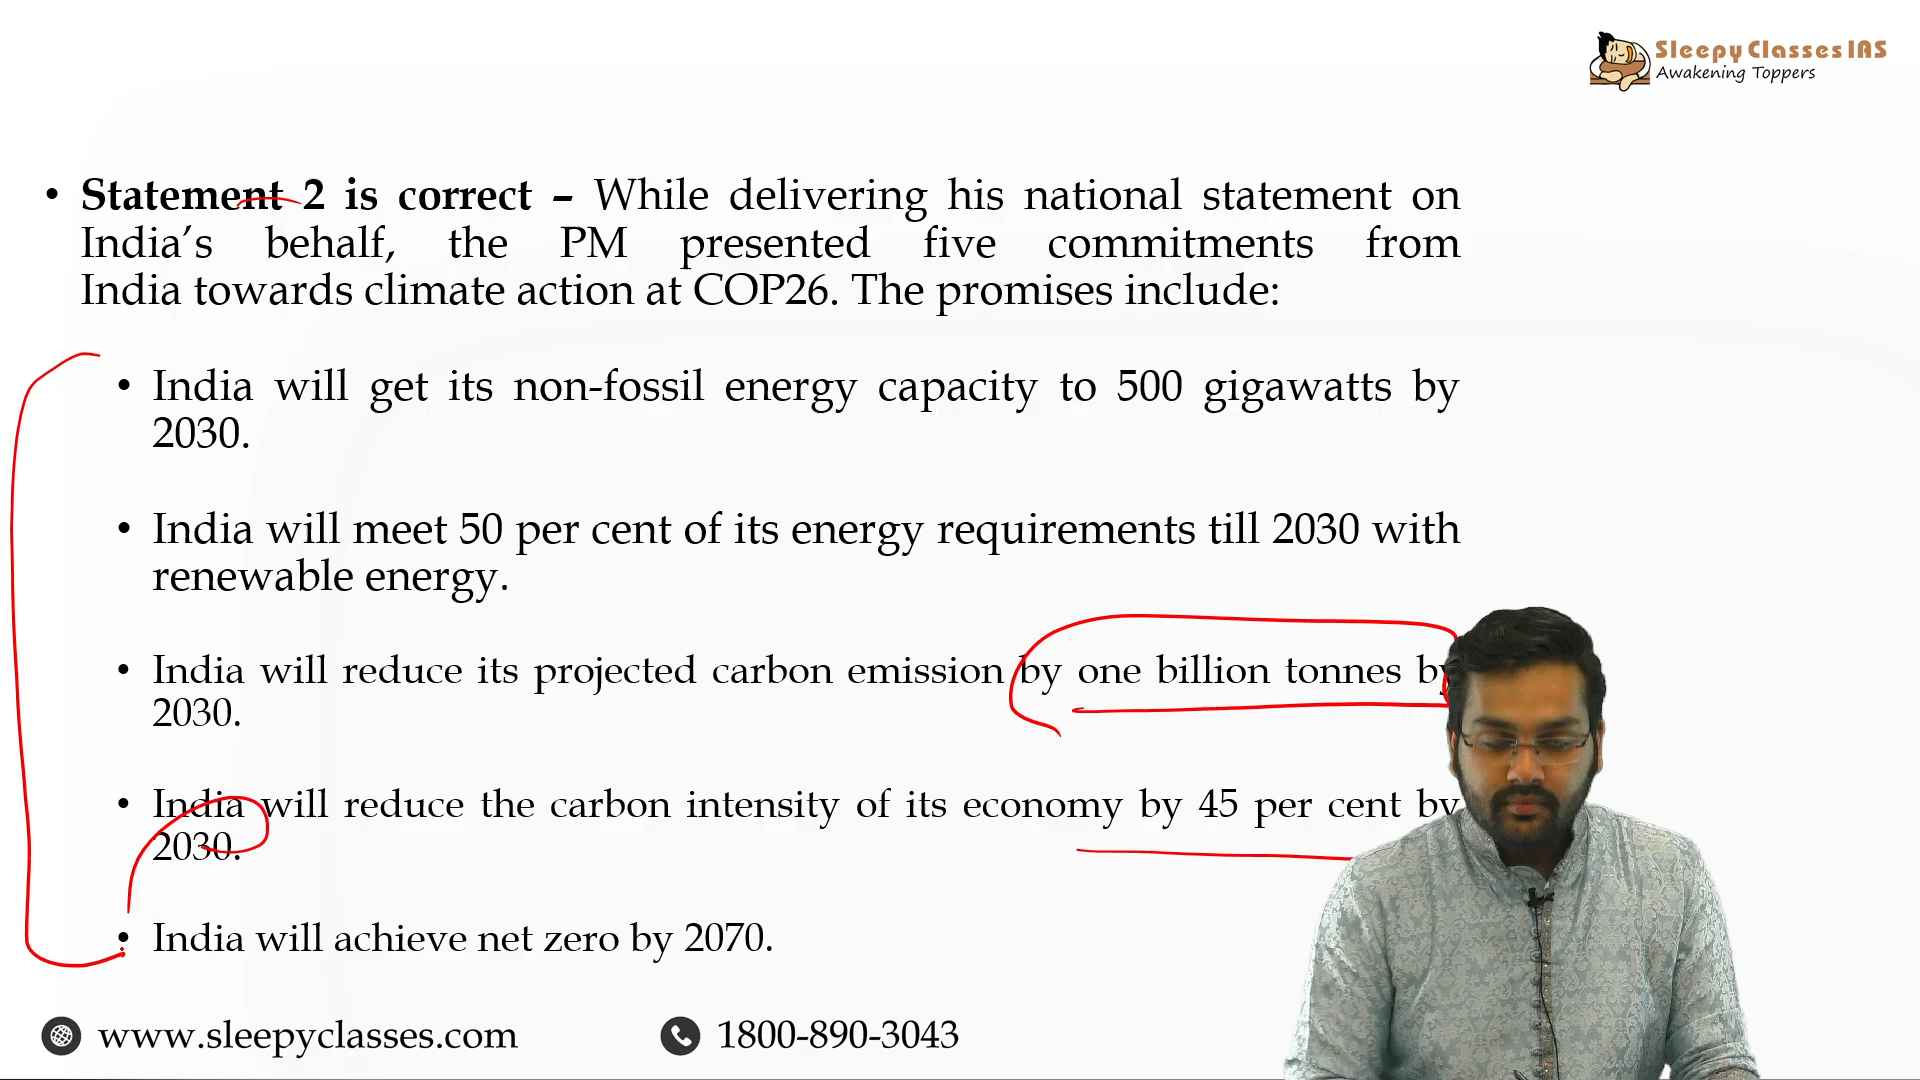 Sleepy Classes IAS
Awakening Toppers
• Statement 2 is correct – While delivering his national statement on
India’s behalf, the PM presented five commitments from
India towards climate action at COP26. The promises include:
• India will get its non-fossil energy capacity to 500 gigawatts by
2030.
• India will meet 50 per cent of its energy requirements till 2030 with
renewable energy.
• India will reduce its projected carbon emission by one billion tonnes by
2030.
• India will reduce the carbon intensity of its economy by 45 per cent by
2030.
• India will achieve net zero by 2070.
www.sleepyclasses.com
1800-890-3043